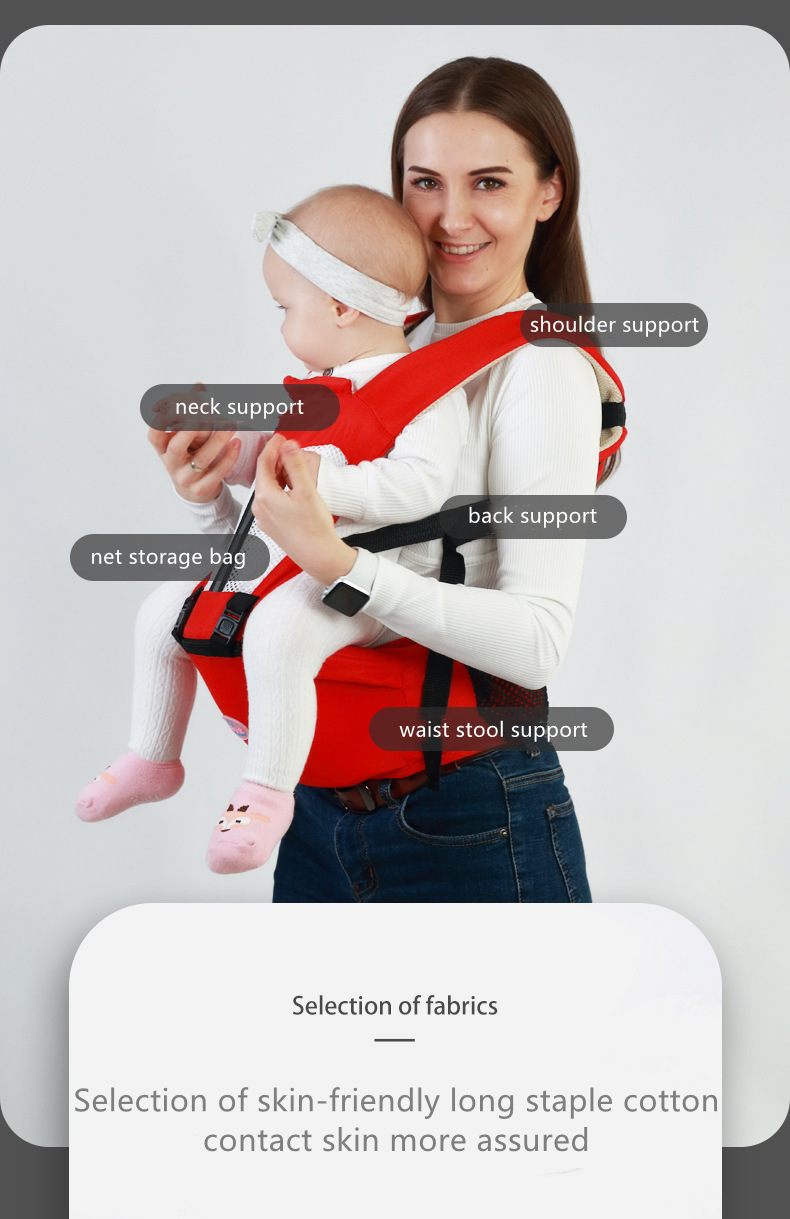 shoulder support
neck support
back support
net storage bag
waist stool support
Selection of fabrics
Selection of skin-friendly long staple cotton
contact skin more assured